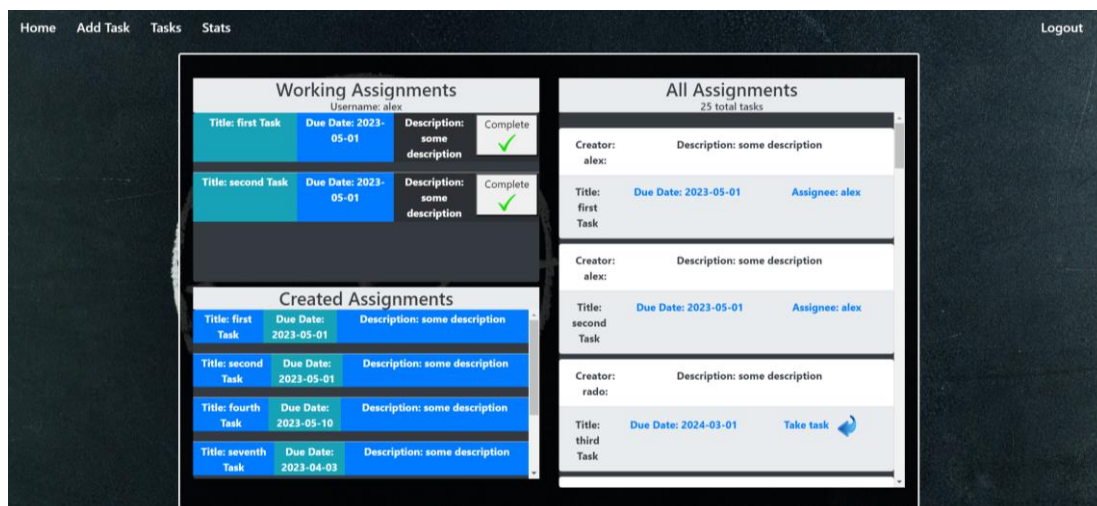 Home Add Task Tasks Stats Logout
Working Assignments
Username: alex
Title: first Task Due Date: 2023-
05-01 Description:
some
description Complete
Title: second Task Due Date: 2023-
05-01 Description:
some
description Complete
Created Assignments
Title: first
Task Due Date:
2023-05-01 Description: some description
Title: second
Task Due Date:
2023-05-01 Description: some description
Title: fourth
Task Due Date:
2023-05-10 Description: some description
Title: seventh
Task Due Date:
2023-04-03 Description: some description
All Assignments
25 total tasks
Creator:
alex: Description: some description
Title:
first
Task Due Date: 2023-05-01 Assignee: alex
Creator:
alex: Description: some description
Title:
second
Task Due Date: 2023-05-01 Assignee: alex
Creator:
rado: Description: some description
Title:
third
Task Due Date: 2024-03-01 Take task